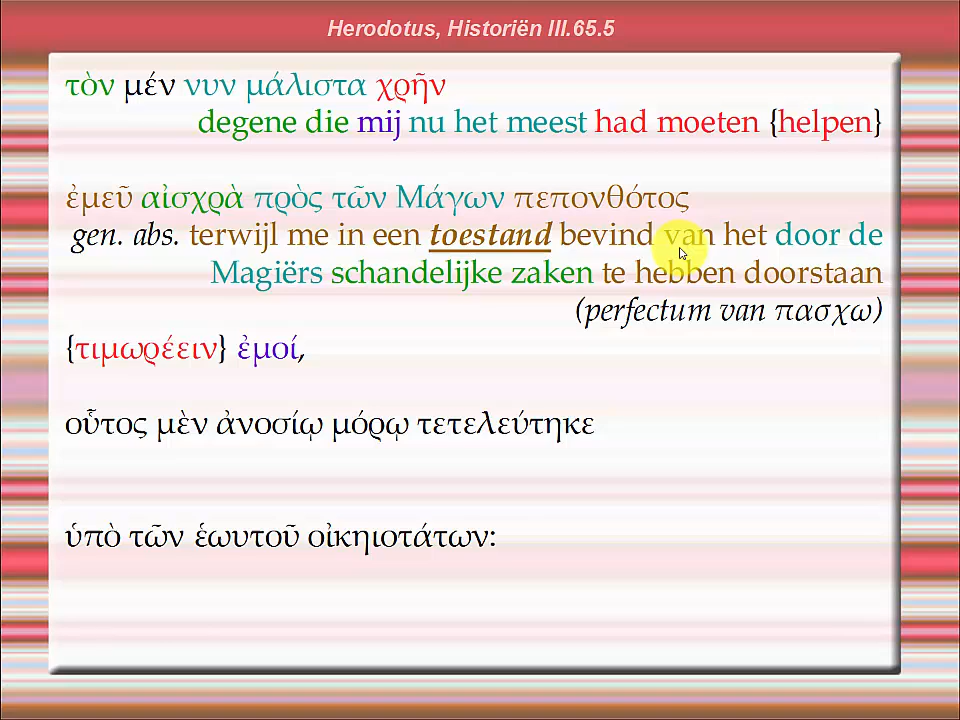 Herodotus, Historiën III.65.5
τὸν μέν νυν μάλιστα χρῆν
degene die mij nu het meest had moeten {helpen}
ἐμεῦ αἰσχρὰ πρὸς τῶν Μάγων πεπονθότος
gen. abs. terwijl me in een toestand bevind van het door de
Magiërs schandelijke zaken te hebben doorstaan
(perfectum van πασχω)
{τιμωρέειν} ἐμοί,
οὗτος μὲν ἀνοσίῳ μόρῳ τετελεύτηκε
ὑπὸ τῶν ἑωυτοῦ οἰκηιοτάτων: